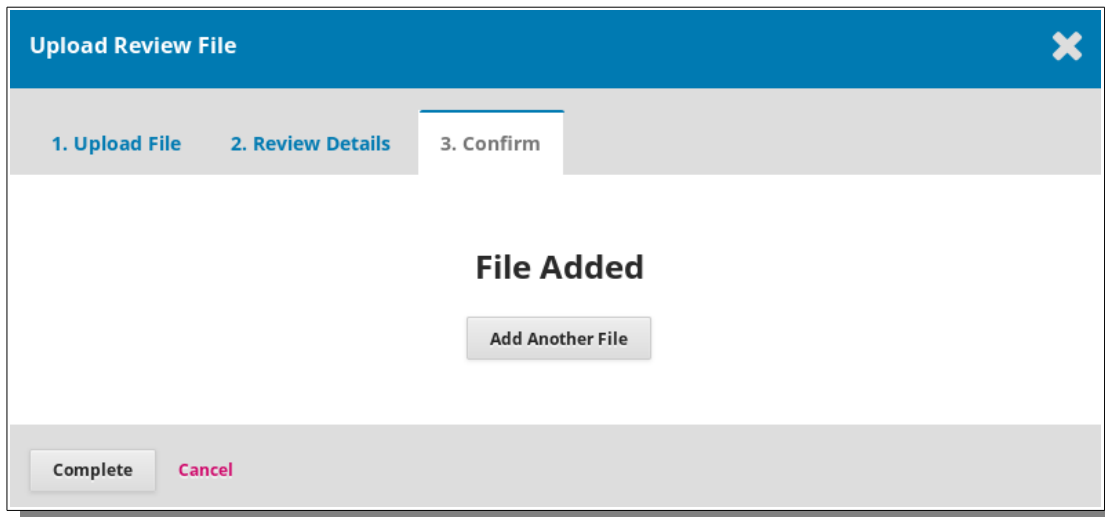 Upload Review File
1. Upload File 2. Review Details 3. Confirm
File Added
Add Another File
Complete Cancel